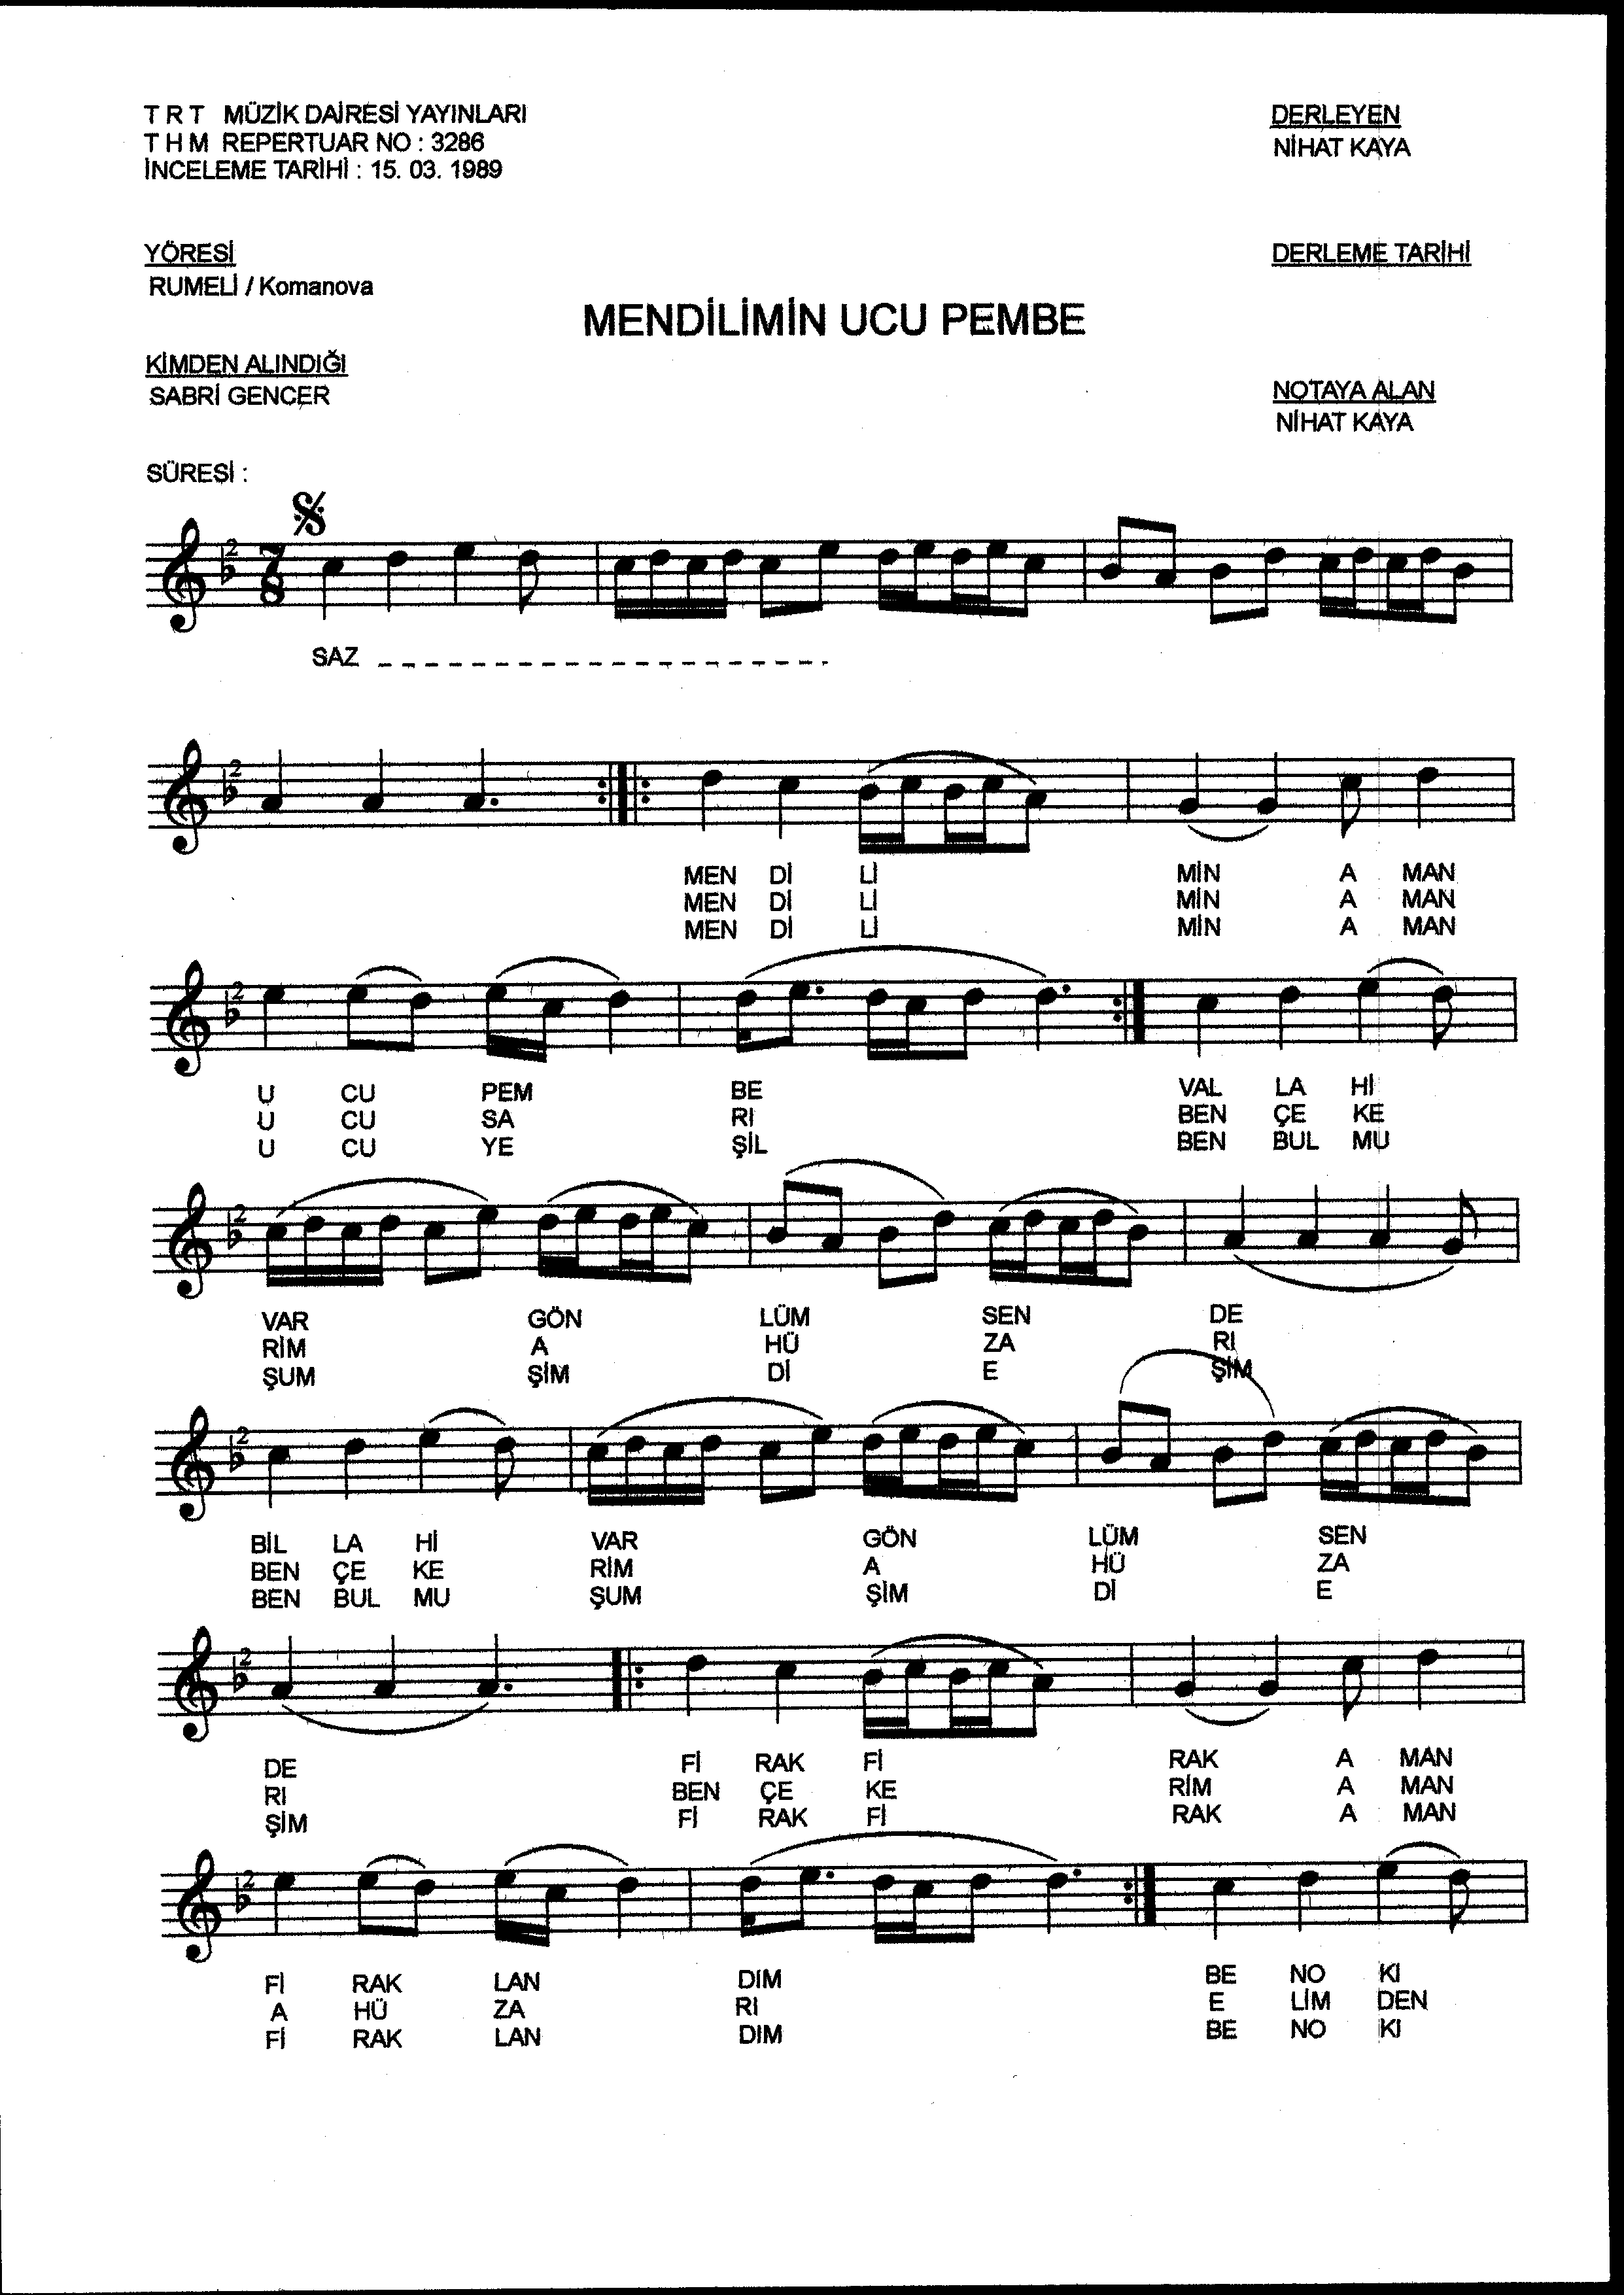 T R T MÜZİK DAİRESİ YAYINLARI
T H M REPERTUAR NO : 3286
İNCELEME TARİHİ : 15. 03. 1989
DERLEYEN
NİHAT KAYA
YÖRESİ
RUMELİ / Komanova
DERLEME TARİHİ
MENDİLİMİN UCU PEMBE
KİMDEN ALINDIĞI
SABRİ GENCER
NOTAYA ALAN
NİHAT KAYA
SÜRESİ :
2 7 8
SAZ
2
MEN Dİ Lİ MİN A MAN
MEN Dİ Lİ MİN A MAN
MEN Dİ Lİ MİN A MAN
2
U CU PEM BE VAL LA Hİ
U CU SA RI BEN ÇE KE
U CU YE ŞİL BEN BUL MU
2
VAR GÖN LÜM SEN DE
RİM A HÜ ZA RI
ŞUM ŞİM Dİ E ŞİM
2
BİL LA Hİ VAR GÖN LÜM SEN
BEN ÇE KE RİM A HÜ ZA
BEN BUL MU ŞUM ŞİM Dİ E
2
DE Fİ RAK Fİ RAK A MAN
RI BEN ÇE KE RİM A MAN
ŞİM Fİ RAK Fİ RAK A MAN
2
Fİ RAK LAN DIM BE NO KI
A HÜ ZA RI E LİM DEN
Fİ RAK LAN DIM BE NO KI